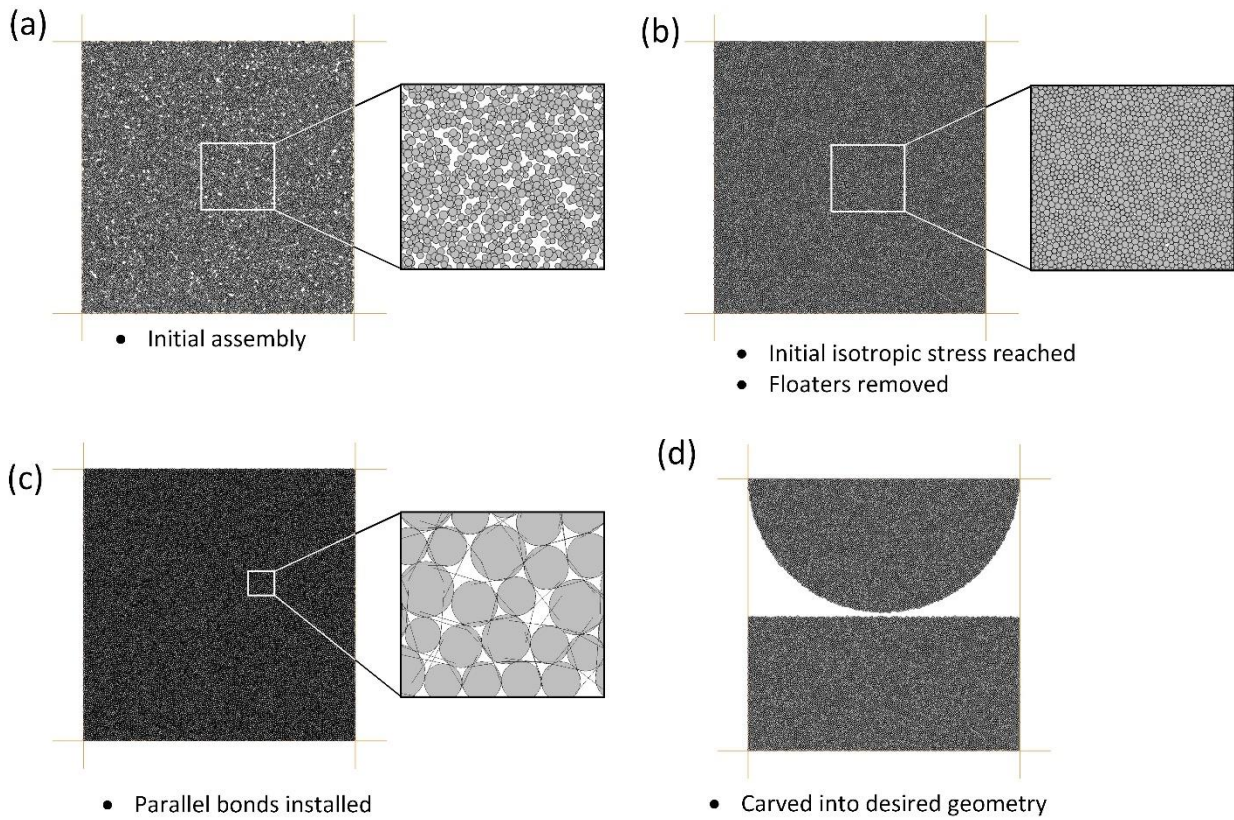 (a)
● Initial assembly
(b)
● Initial isotropic stress reached
● Floaters removed
(c)
● Parallel bonds installed
(d)
● Carved into desired geometry